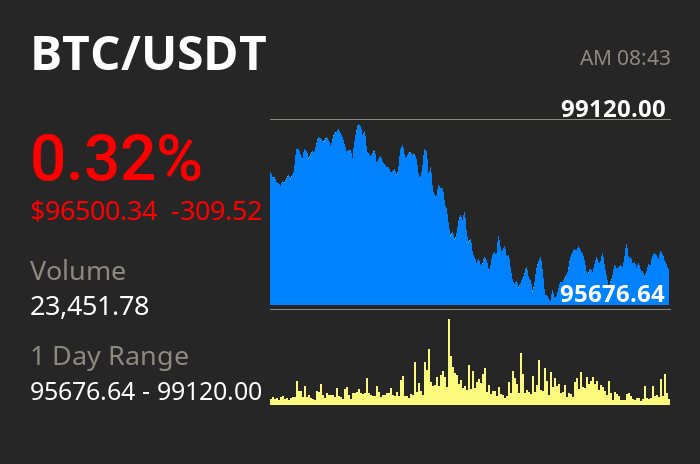 BTC/USDT
AM 08:43
99120.00
0.32%
$96500.34 -309.52
Volume
23,451.78
95676.64
1 Day Range
95676.64 - 99120.00